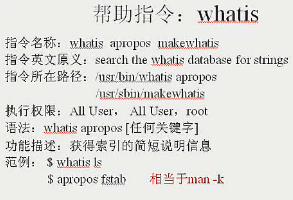 帮助指令：whatis
指令名称：whatis apropos makewhatis
指令英文原义：search the whatis database for strings
指令所在路径：/usr/bin/whatis apropos
/usr/sbin/makewhatis
执行权限：All User， All User，root
语法：whatis apropos [任何关键字]
功能描述：获得索引的简短说明信息
范例：$ whatis ls
$ apropos fstab 相当于man -k